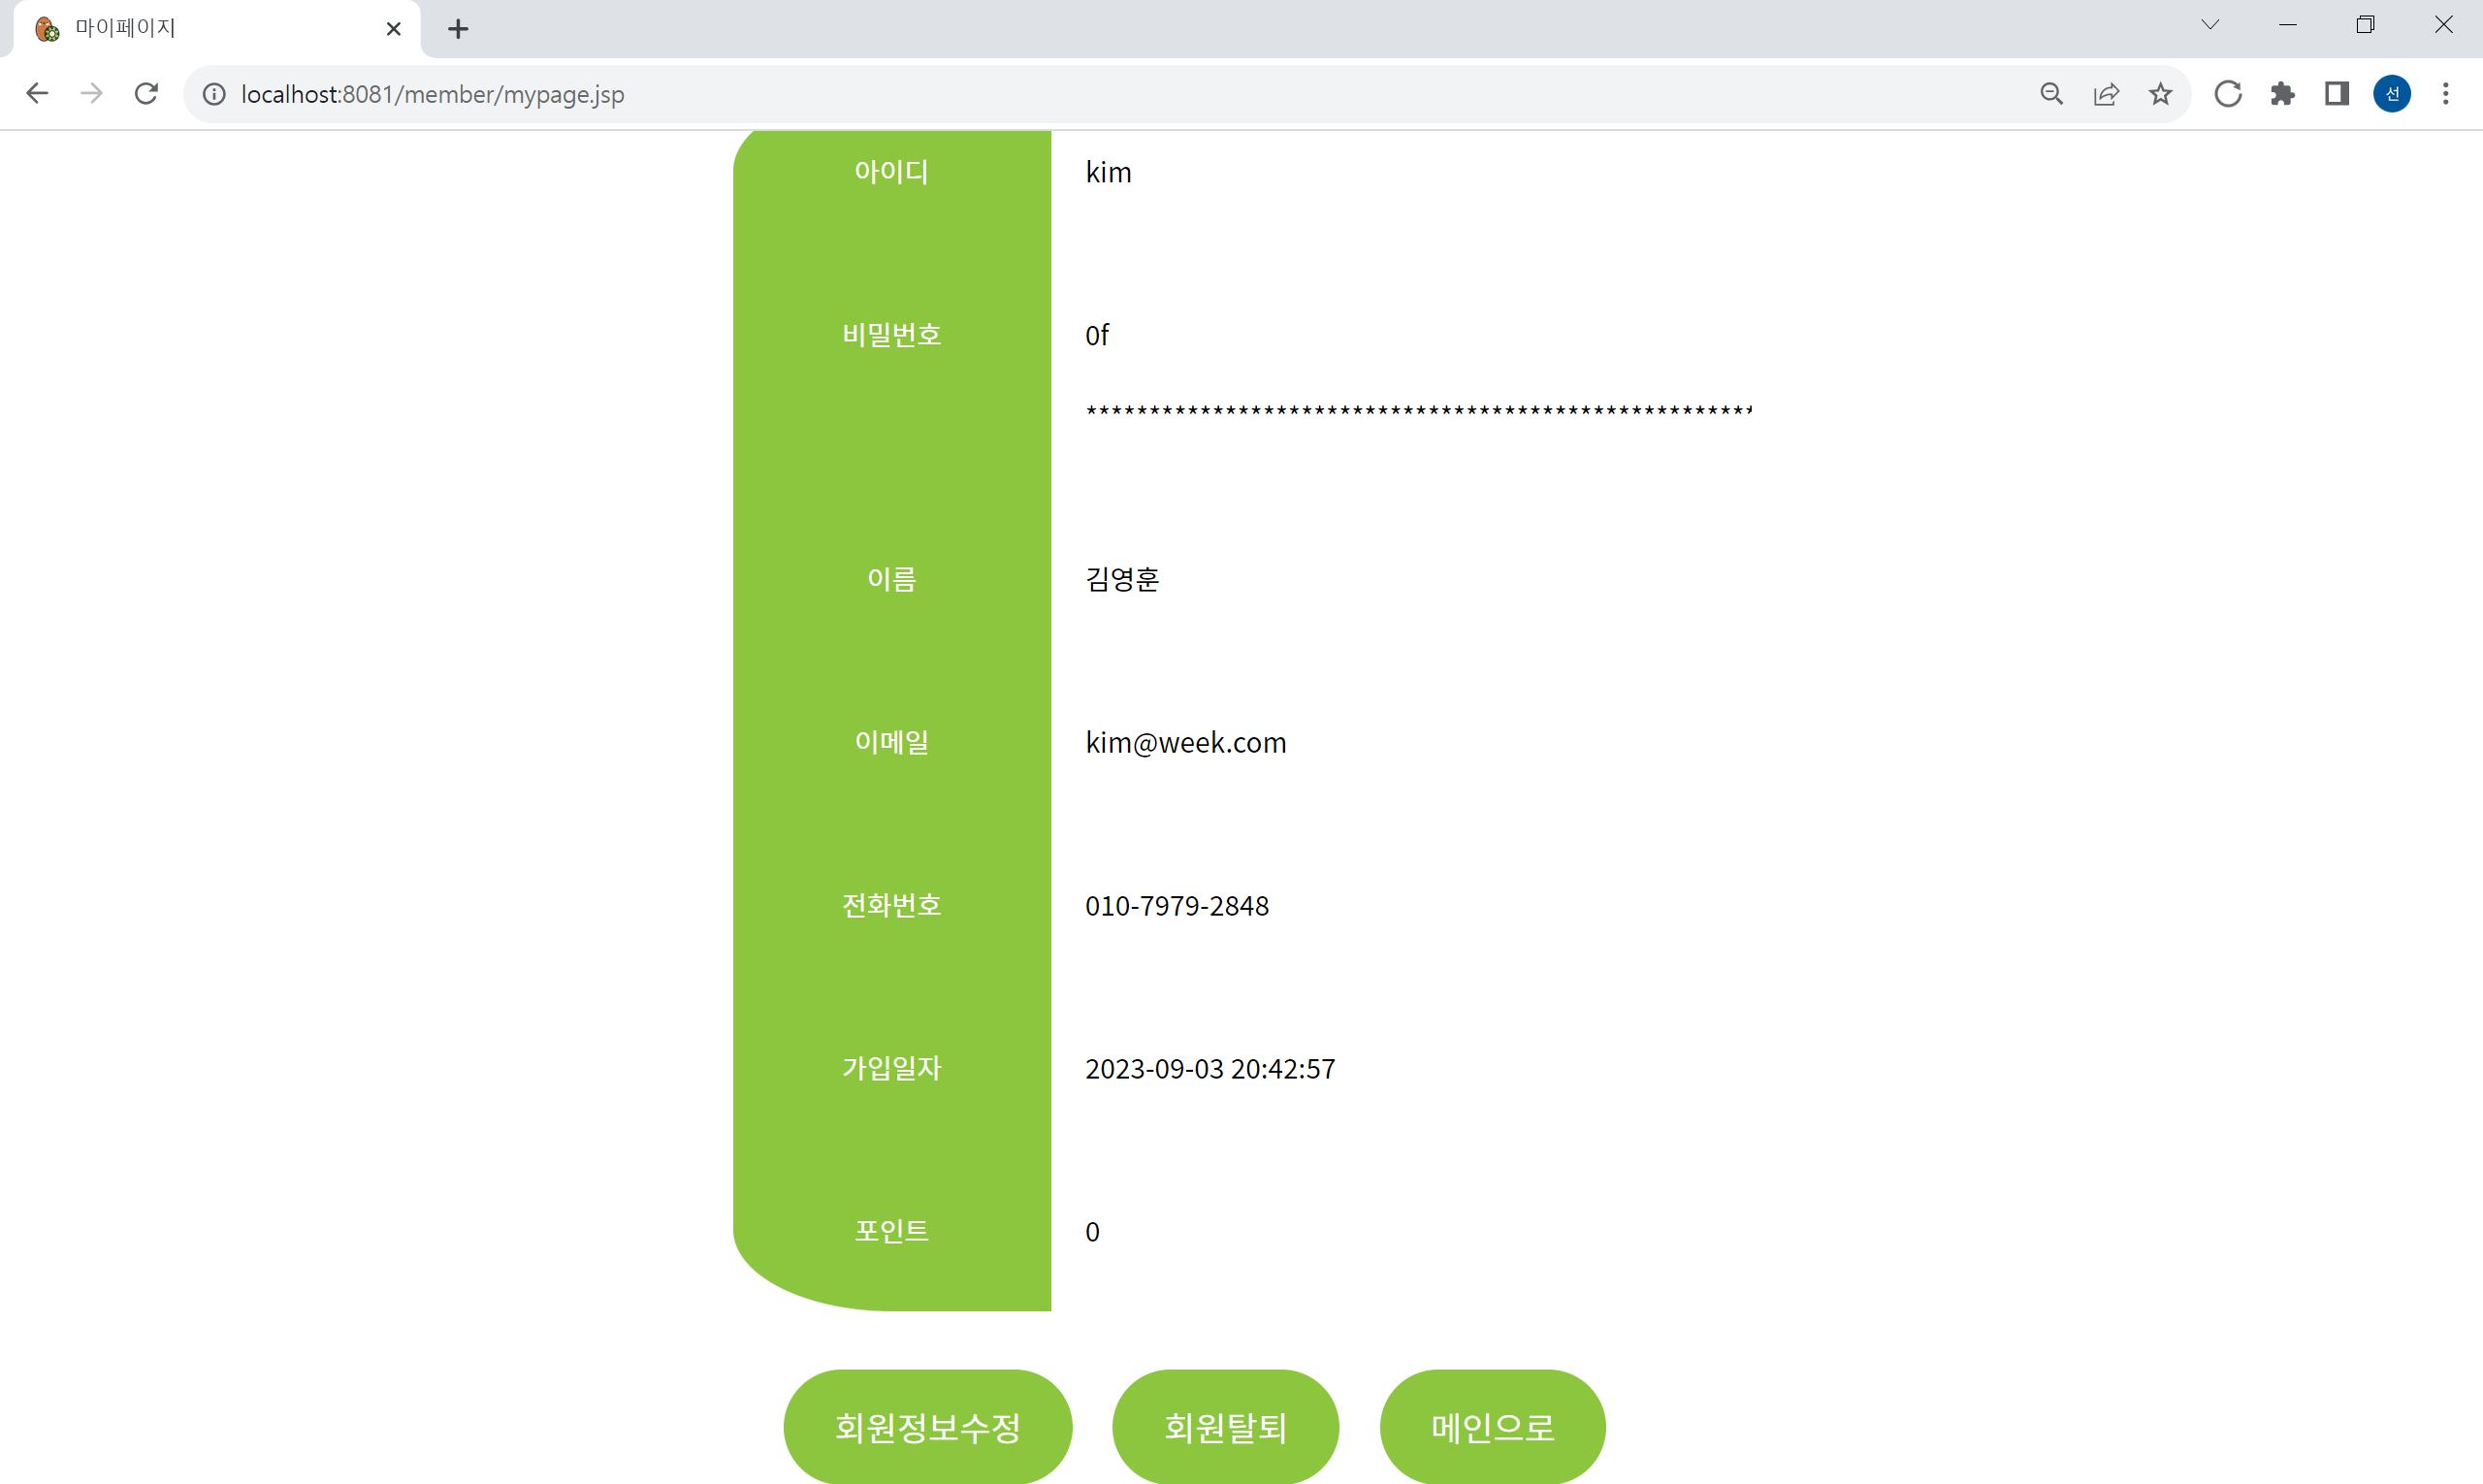 마이페이지
localhost:8081/member/mypage.jsp
선
아이디 kim
비밀번호 0f
*****************************************************
이름 김영훈
이메일 kim@week.com
전화번호 010-7979-2848
가입일자 2023-09-03 20:42:57
포인트 0
회원정보수정 회원탈퇴 메인으로